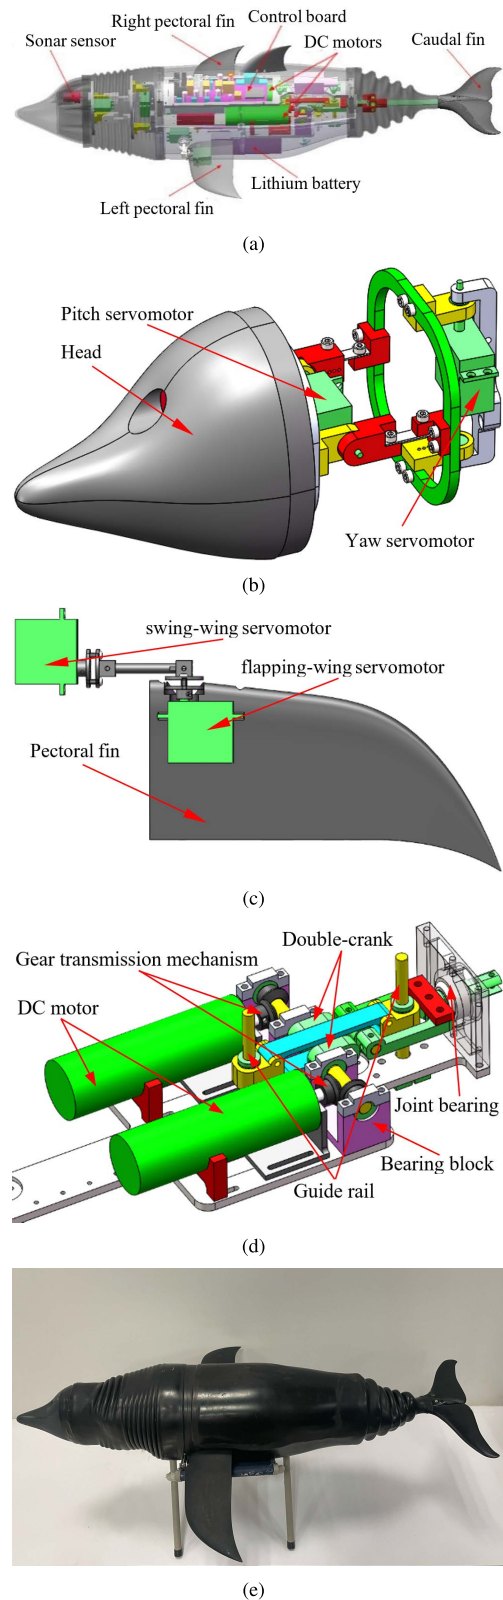 Right pectoral fin
Control board
Sonar sensor
DC motors
Caudal fin
Lithium battery
Left pectoral fin
(a)
Pitch servomotor
Head
Yaw servomotor
(b)
swing-wing servomotor
flapping-wing servomotor
Pectoral fin
(c)
Double-crank
Gear transmission mechanism
DC motor
Joint bearing
Bearing block
Guide rail
(d)
(e)